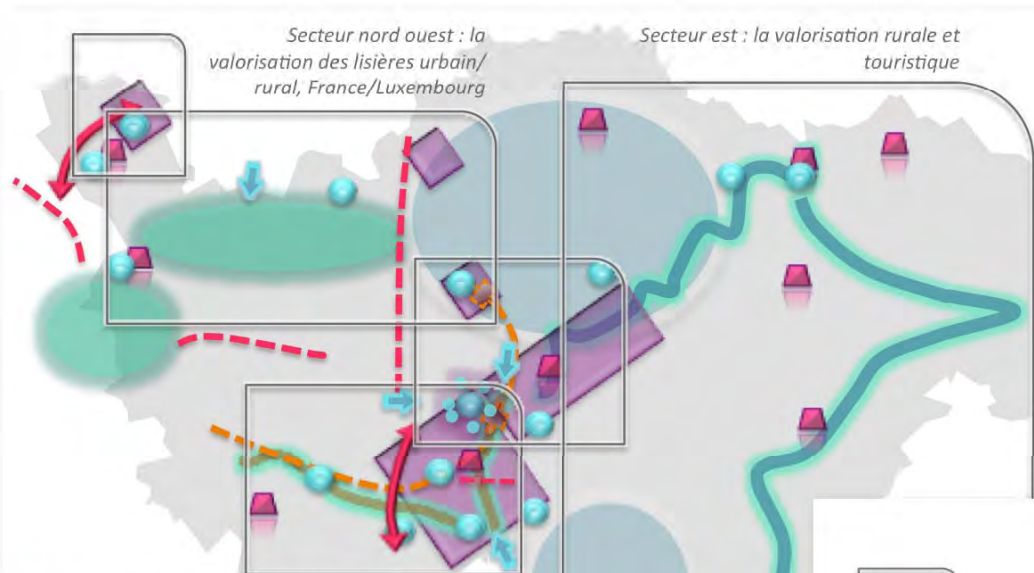 Secteur nord ouest : la
valorisation des lisières urbain/
rural, France/Luxembourg
Secteur est : la valorisation rurale et
touristique